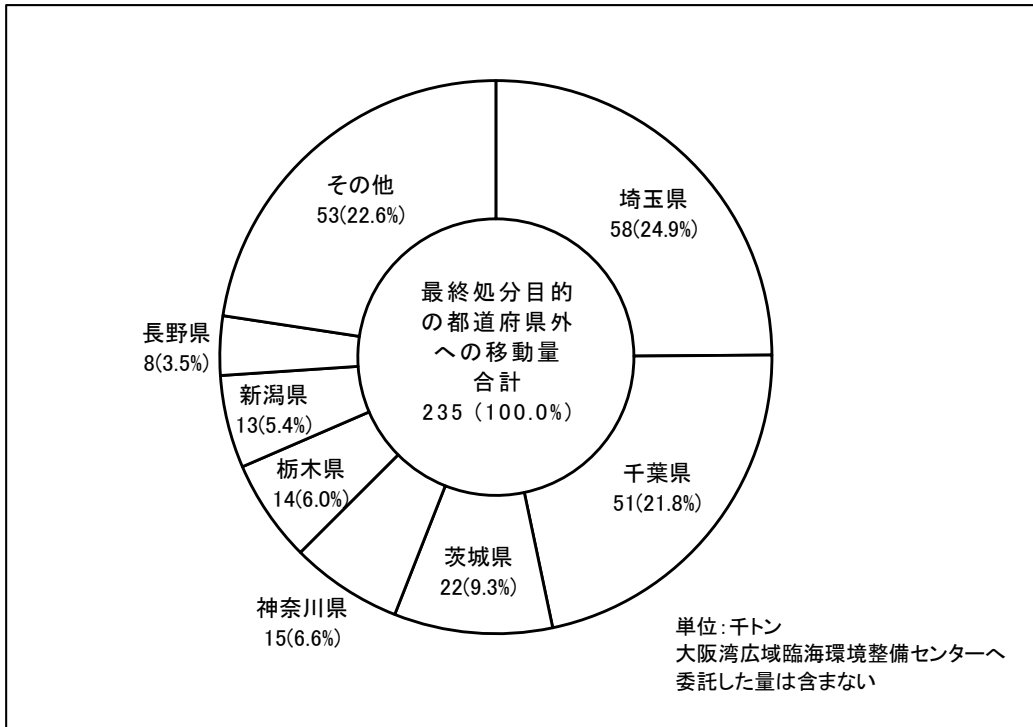 その他
53(22.6%)
埼玉県
58(24.9%)
最終処分目的
の都道府県外
への移動量
合計
235 (100.0%)
長野県
8(3.5%)
新潟県
13(5.4%)
栃木県
14(6.0%)
千葉県
51(21.8%)
茨城県
22(9.3%)
神奈川県
15(6.6%)
単位:千トン
大阪湾広域臨海環境整備センターへ
委託した量は含まない